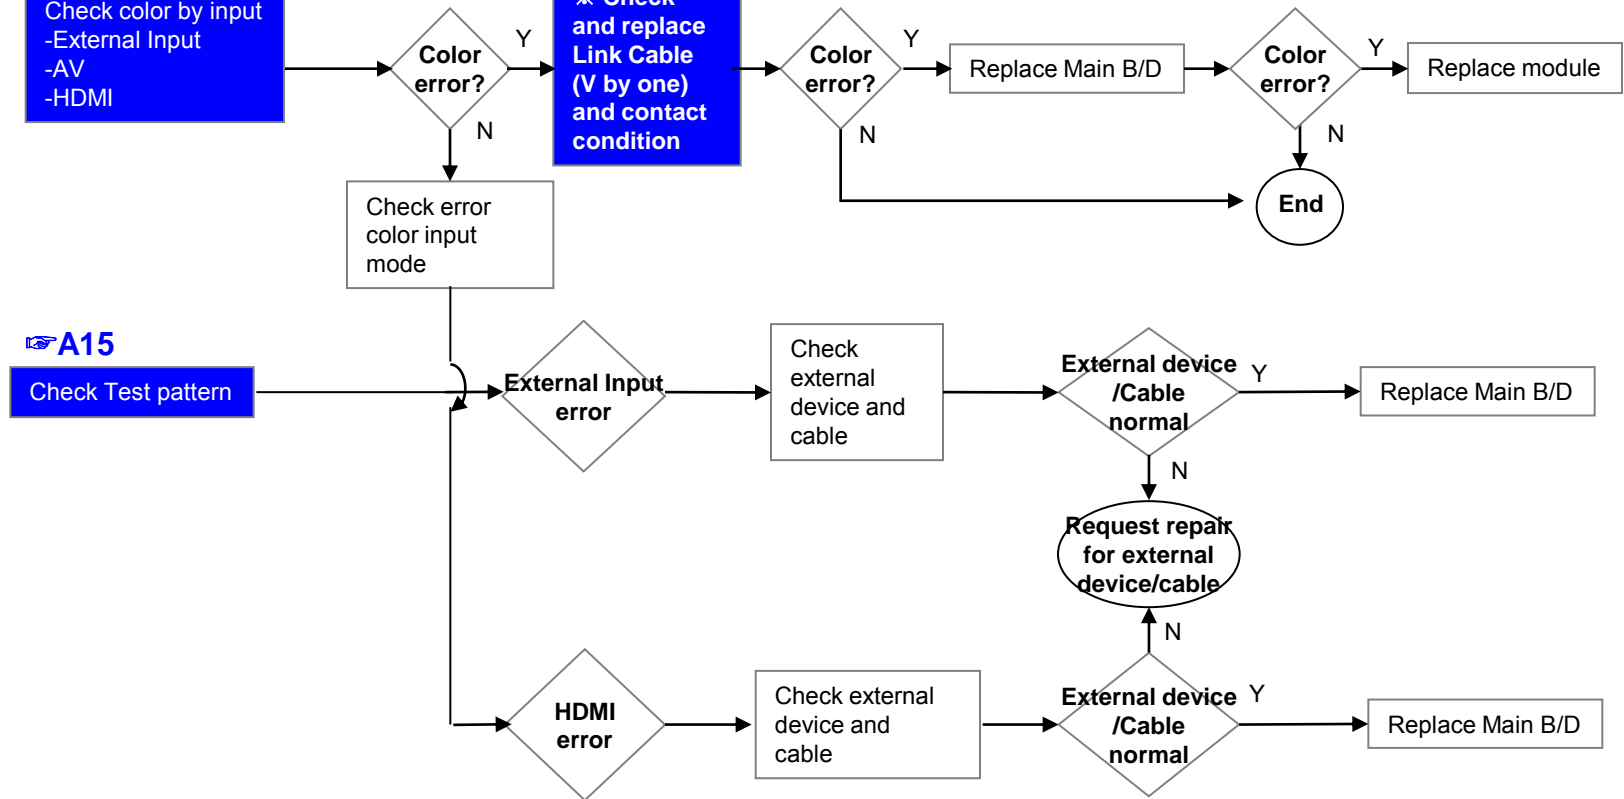 Check color by input
-External Input
-AV
-HDMI
Color
error?
Y
N
※ Check
and replace
Link Cable
(V by one)
and contact
condition
Color
error?
Y
N
Replace Main B/D
Color
error?
Y
N
Replace module
End
Check error
color input
mode
☞A15
Check Test pattern
External Input
error
Check
external
device and
cable
External device
/Cable
normal
Y
N
Replace Main B/D
Request repair
for external
device/cable
N
HDMI
error
Check external
device and
cable
External device
/Cable
normal
Y
Replace Main B/D